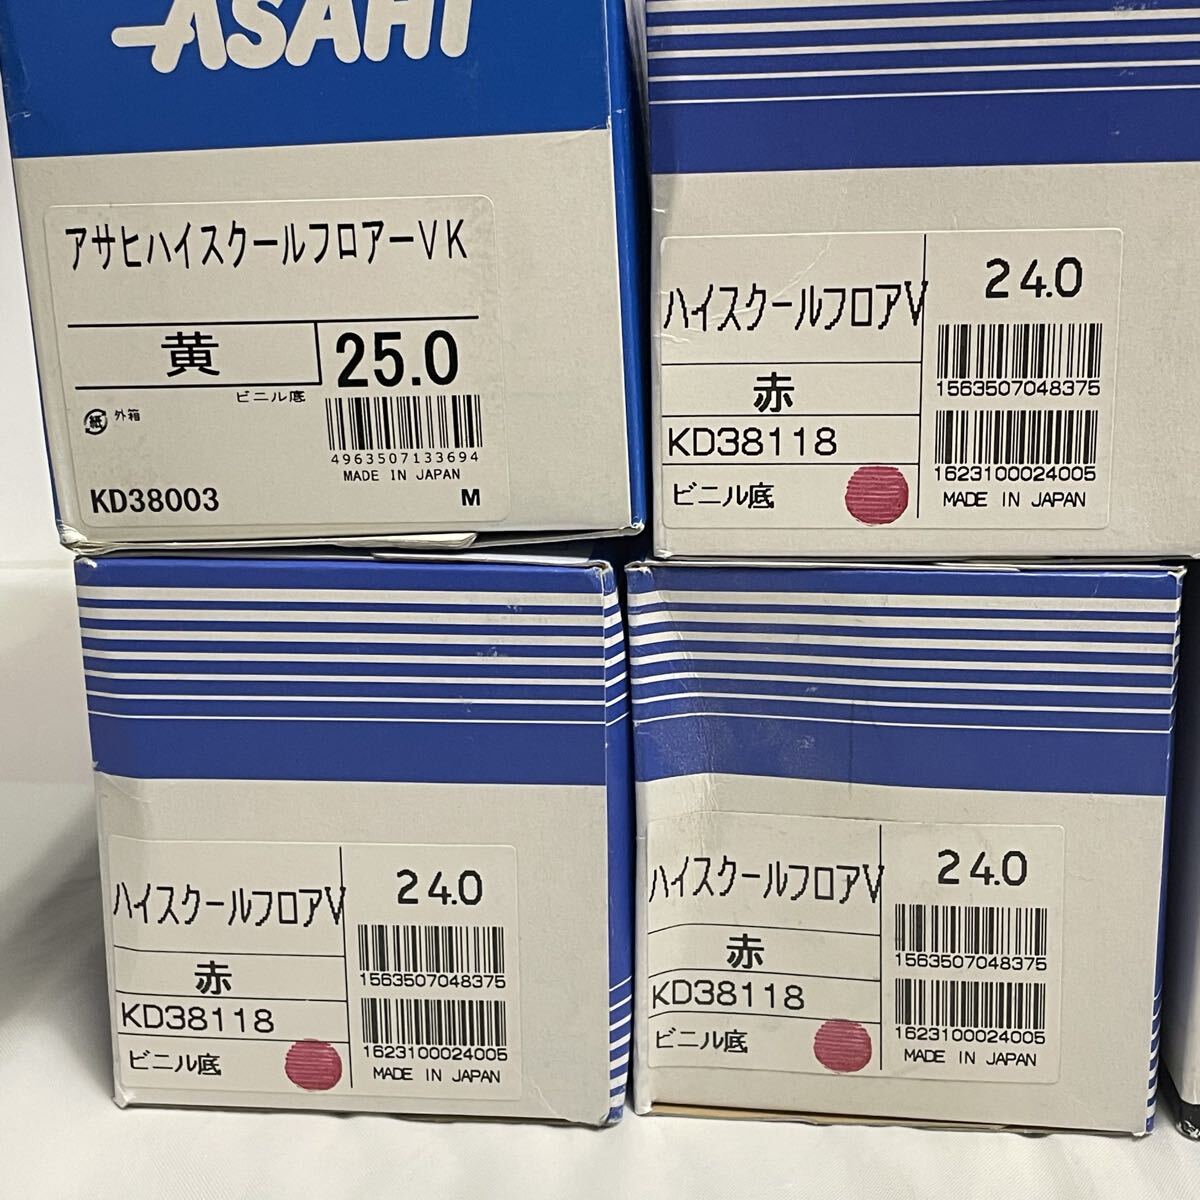 ASAHI
アサヒハイスクールフロアーVK
黄
25.0
ビニル底
紙 外箱
4963507133694
MADE IN JAPAN
KD38003
M
24.0
ハイスクールフロアV
1563507048375
赤
KD38118
1623100024005
ビニル底
MADE IN JAPAN
24.0
ハイスクールフロアV
1563507048375
赤
KD38118
1623100024005
ビニル底
MADE IN JAPAN
24.0
ハイスクールフロアV
1563507048375
赤
KD38118
1623100024005
ビニル底
MADE IN JAPAN